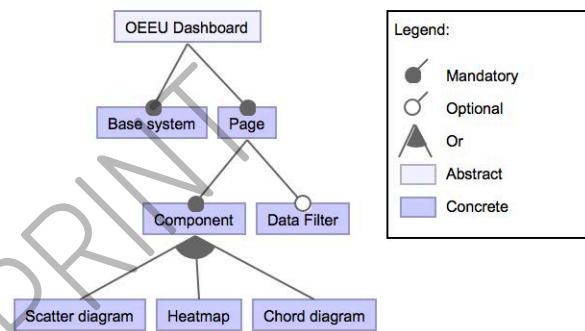 OEEU Dashboard
Base system
Page
Component
Data Filter
Scatter diagram
Heatmap
Chord diagram
Legend:
Mandatory
Optional
Or
Abstract
Concrete
PRINT